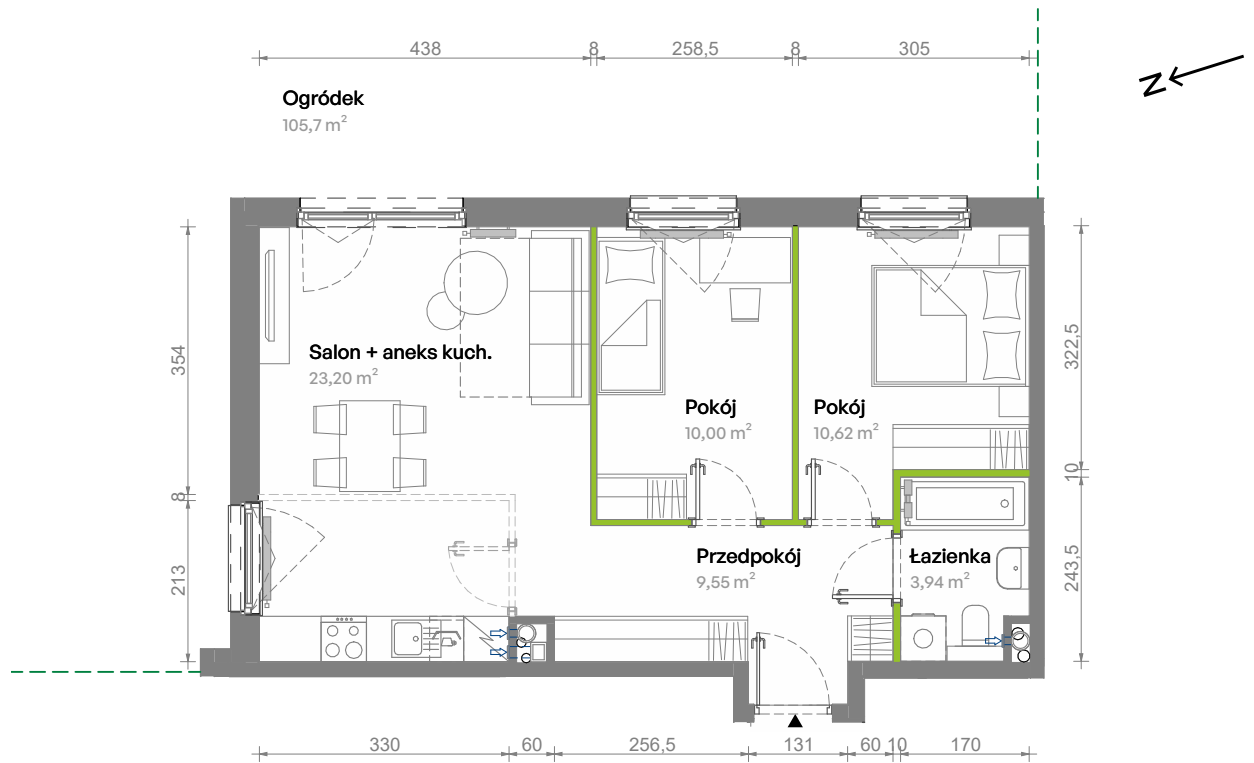 438
8
258,5
8
305
N
Ogródek
105,7 m²
354
8
213
322,5
10
243,5
Salon + aneks kuch.
23,20 m²
Pokój
10,00 m²
Pokój
10,62 m²
Przedpokój
9,55 m²
Łazienka
3,94 m²
330
60
256,5
131
60
10
170